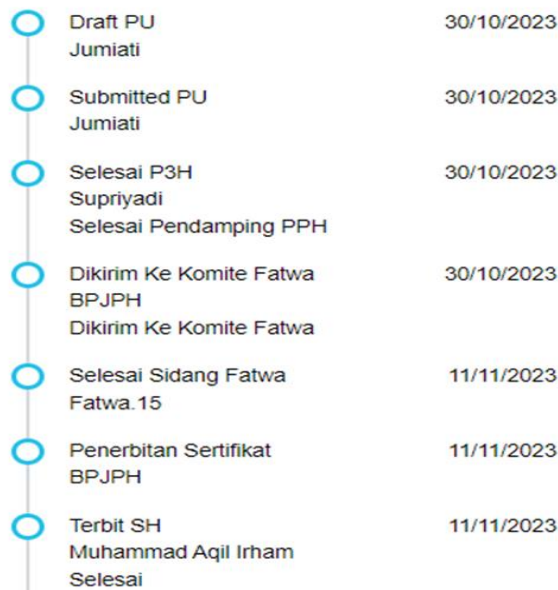 Draft PU 30/10/2023
Jumiati
Submitted PU 30/10/2023
Jumiati
Selesai P3H 30/10/2023
Supriyadi
Selesai Pendamping PPH
Dikirim Ke Komite Fatwa 30/10/2023
BPJPH
Dikirim Ke Komite Fatwa
Selesai Sidang Fatwa 11/11/2023
Fatwa.15
Penerbitan Sertifikat 11/11/2023
BPJPH
Terbit SH 11/11/2023
Muhammad Aqil Irham
Selesai